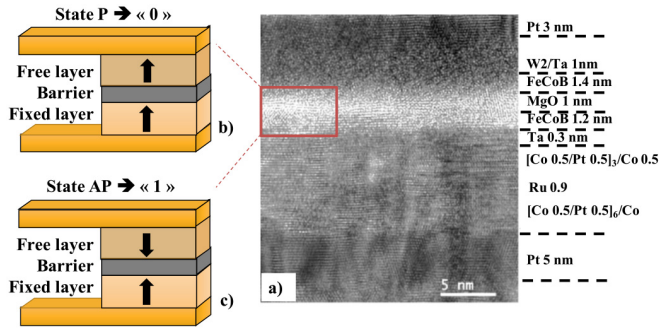 State P ➔ « 0 »
Free layer
Barrier
Fixed layer
b)
State AP ➔ « 1 »
Free layer
Barrier
Fixed layer
c)
a)
5 nm
Pt 3 nm
W2/Ta 1nm
FeCoB 1.4 nm
MgO 1 nm
FeCoB 1.2 nm
Ta 0.3 nm
[Co 0.5/Pt 0.5]₃/Co 0.5
Ru 0.9
[Co 0.5/Pt 0.5]₆/Co
Pt 5 nm